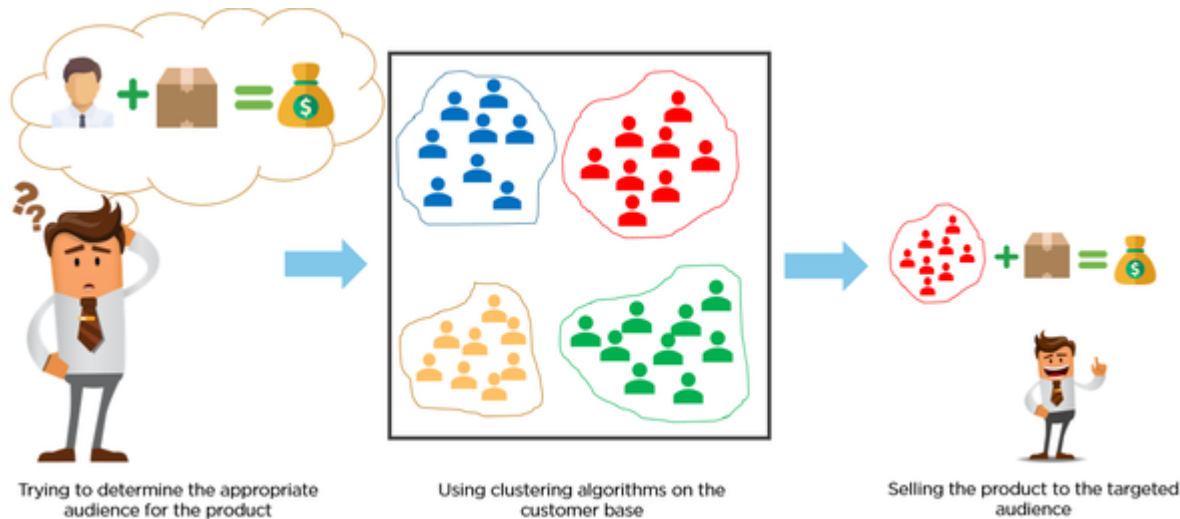 $
??
$
Trying to determine the appropriate
audience for the product
Using clustering algorithms on the
customer base
Selling the product to the targeted
audience